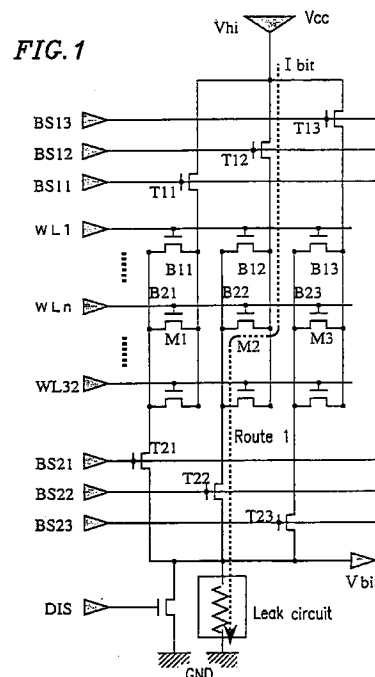 FIG.1
Vhi Vcc
I bit
BS13 T13
BS12 T12
BS11 T11
WL1
B11 B12 B13
B21 B22 B23
WLn
M1 M2 M3
WL32
Route 1
T21
BS21
T22
BS22
T23
BS23
Vbi
DIS
Leak circuit
GND